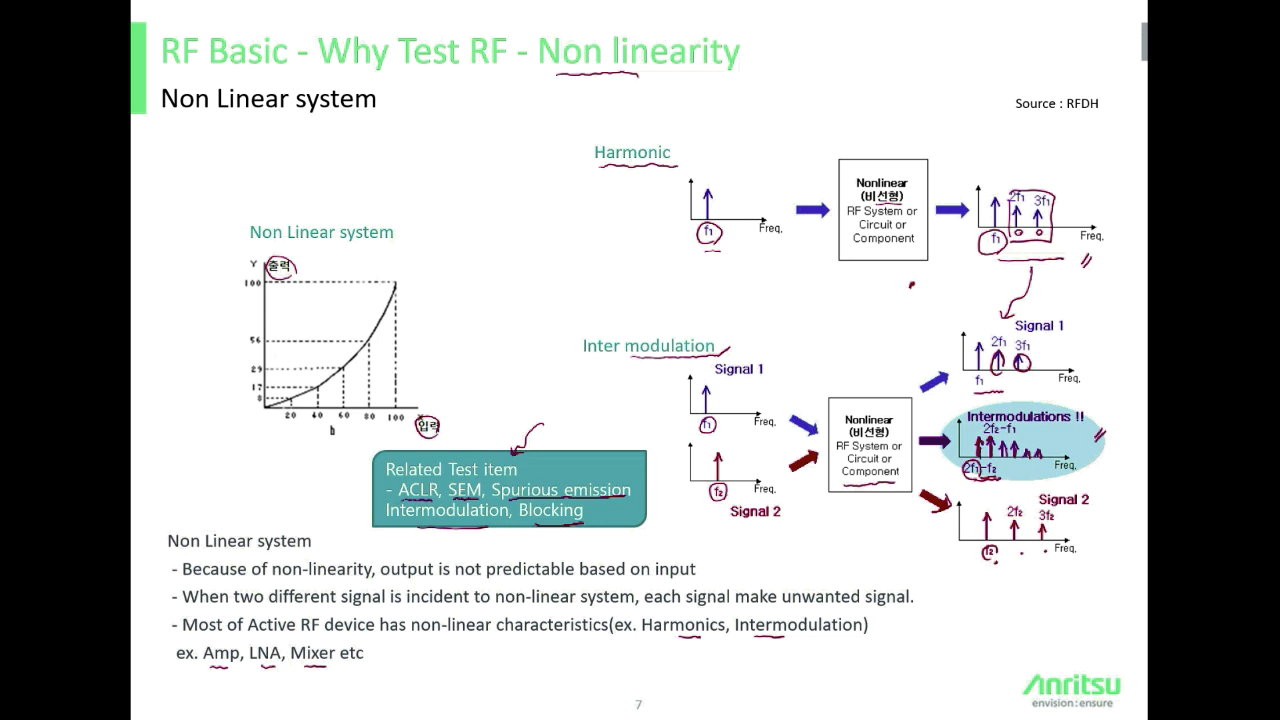 RF Basic - Why Test RF - Non linearity
Non Linear system
Source : RFDH
Harmonic
f₁
Freq.
Nonlinear
(비선형)
RF System or
Circuit or
Component
2f₁ 3f₁
f₁
Freq.
Non Linear system
Y 출력
100
56
29
17
8
20 40 60 80 100
입력
b
Inter modulation
Signal 1
f₁
Freq.
f₂
Freq.
Signal 2
Nonlinear
(비선형)
RF System or
Circuit or
Component
Signal 1
2f₁ 3f₁
f₁
Freq.
Intermodulations !!
2f₂-f₁
2f₁-f₂
Freq.
Signal 2
2f₂ 3f₂
f₂
Freq.
Related Test item
- ACLR, SEM, Spurious emission
Intermodulation, Blocking
Non Linear system
- Because of non-linearity, output is not predictable based on input
- When two different signal is incident to non-linear system, each signal make unwanted signal.
- Most of Active RF device has non-linear characteristics(ex. Harmonics, Intermodulation)
ex. Amp, LNA, Mixer etc
7
Anritsu
envision:ensure